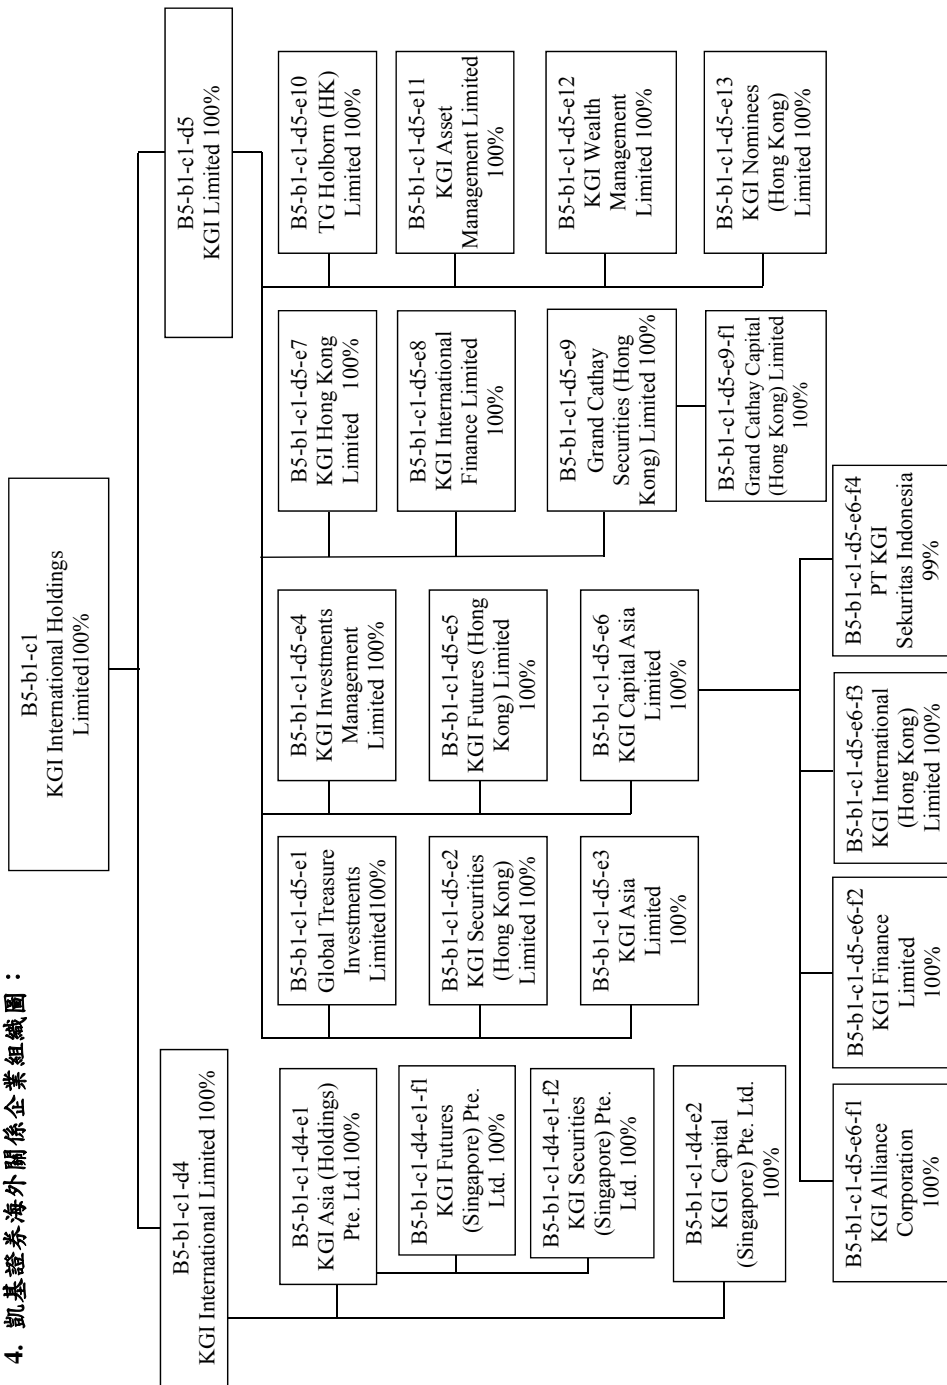 4. 凱基證券海外關係企業組織圖：
B5-b1-c1
KGI International Holdings
Limited100%
B5-b1-c1-d4
KGI International Limited 100%
B5-b1-c1-d5
KGI Limited 100%
B5-b1-c1-d4-e1
KGI Asia (Holdings)
Pte. Ltd.100%
B5-b1-c1-d4-e1-f1
KGI Futures
(Singapore) Pte.
Ltd. 100%
B5-b1-c1-d4-e1-f2
KGI Securities
(Singapore) Pte.
Ltd. 100%
B5-b1-c1-d4-e2
KGI Capital
(Singapore) Pte. Ltd.
100%
B5-b1-c1-d5-e1
Global Treasure
Investments
Limited100%
B5-b1-c1-d5-e2
KGI Securities
(Hong Kong)
Limited 100%
B5-b1-c1-d5-e3
KGI Asia
Limited
100%
B5-b1-c1-d5-e4
KGI Investments
Management
Limited 100%
B5-b1-c1-d5-e5
KGI Futures (Hong
Kong) Limited
100%
B5-b1-c1-d5-e6
KGI Capital Asia
Limited
100%
B5-b1-c1-d5-e7
KGI Hong Kong
Limited 100%
B5-b1-c1-d5-e8
KGI International
Finance Limited
100%
B5-b1-c1-d5-e9
Grand Cathay
Securities (Hong
Kong) Limited 100%
B5-b1-c1-d5-e9-f1
Grand Cathay Capital
(Hong Kong) Limited
100%
B5-b1-c1-d5-e10
TG Holborn (HK)
Limited 100%
B5-b1-c1-d5-e11
KGI Asset
Management Limited
100%
B5-b1-c1-d5-e12
KGI Wealth
Management
Limited 100%
B5-b1-c1-d5-e13
KGI Nominees
(Hong Kong)
Limited 100%
B5-b1-c1-d5-e6-f1
KGI Alliance
Corporation
100%
B5-b1-c1-d5-e6-f2
KGI Finance
Limited
100%
B5-b1-c1-d5-e6-f3
KGI International
(Hong Kong)
Limited 100%
B5-b1-c1-d5-e6-f4
PT KGI
Sekuritas Indonesia
99%